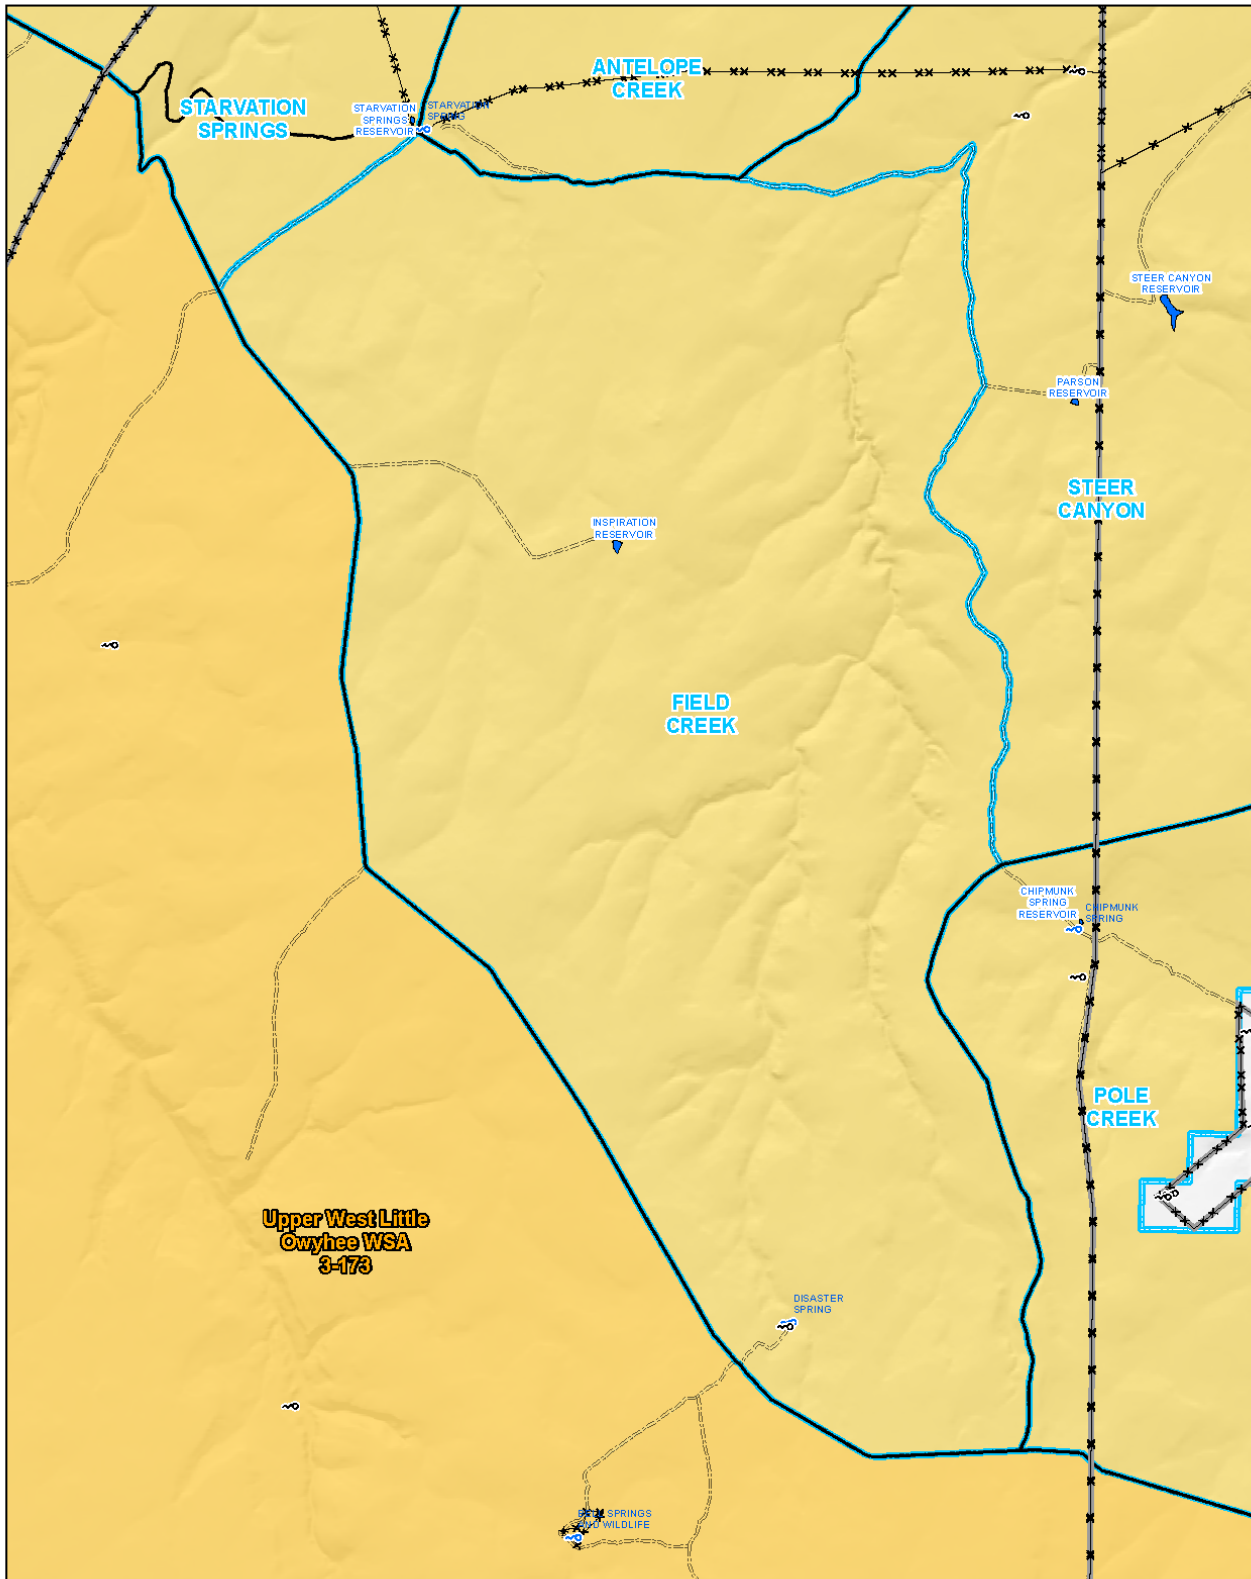 ANTELOPE
CREEK
STARVATION
SPRINGS
STARVATION
SPRINGS
RESERVOIR
STARVATION
SPRING
STEER CANYON
RESERVOIR
PARSON
RESERVOIR
STEER
CANYON
INSPIRATION
RESERVOIR
FIELD
CREEK
CHIPMUNK
SPRING
RESERVOIR
CHIPMUNK
SPRING
POLE
CREEK
Upper West Little
Owyhee WSA
3-173
DISASTER
SPRING
SPRINGS
WILDLIFE